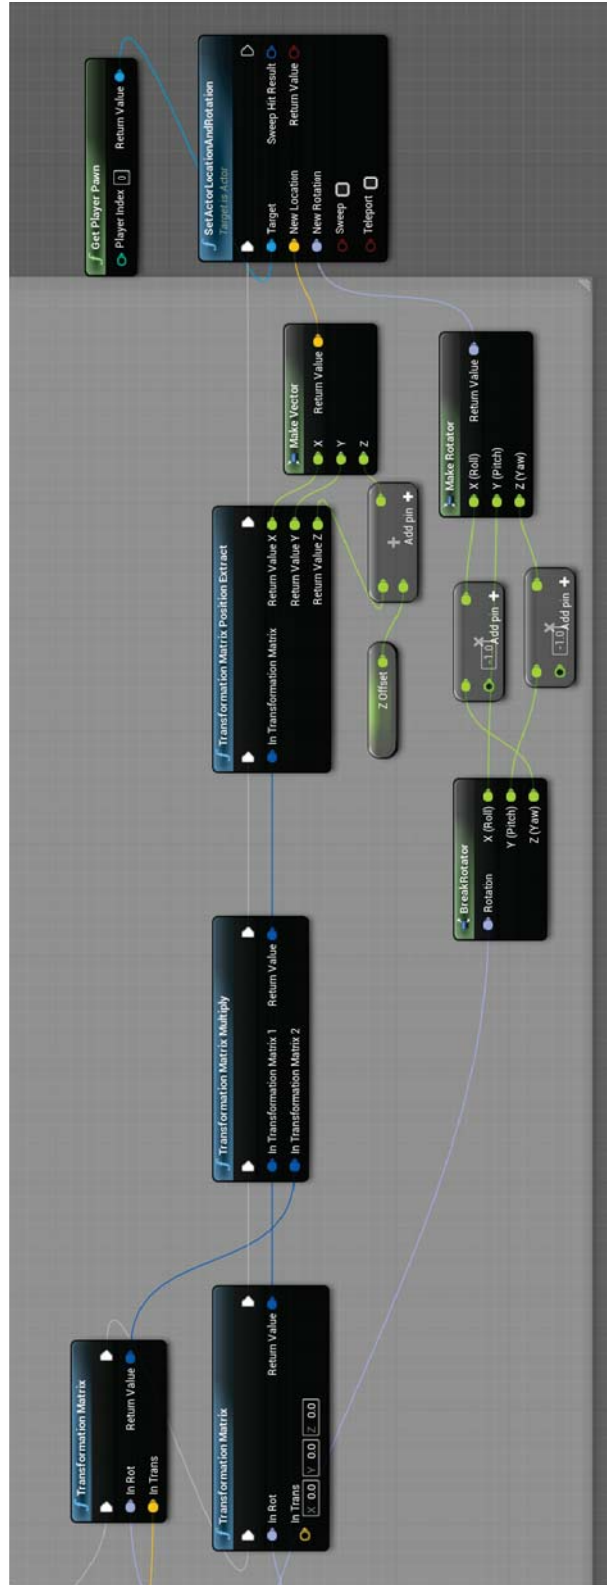 Transformation Matrix
In Rot Return Value
In Trans
Transformation Matrix
In Rot Return Value
In Trans
X 0.0 Y 0.0 Z 0.0
Transformation Matrix Multiply
In Transformation Matrix 1 Return Value
In Transformation Matrix 2
Transformation Matrix Position Extract
In Transformation Matrix Return Value X
Return Value Y
Return Value Z
Z Offset
+
Add pin +
Make Vector
X Return Value
Y
Z
BreakRotator
Rotation X (Roll)
Y (Pitch)
Z (Yaw)
×
-1.0
Add pin +
×
-1.0
Add pin +
Make Rotator
X (Roll) Return Value
Y (Pitch)
Z (Yaw)
f Get Player Pawn
Player Index 0 Return Value
f SetActorLocationAndRotation
Target is Actor
Target Sweep Hit Result
New Location Return Value
New Rotation
Sweep
Teleport